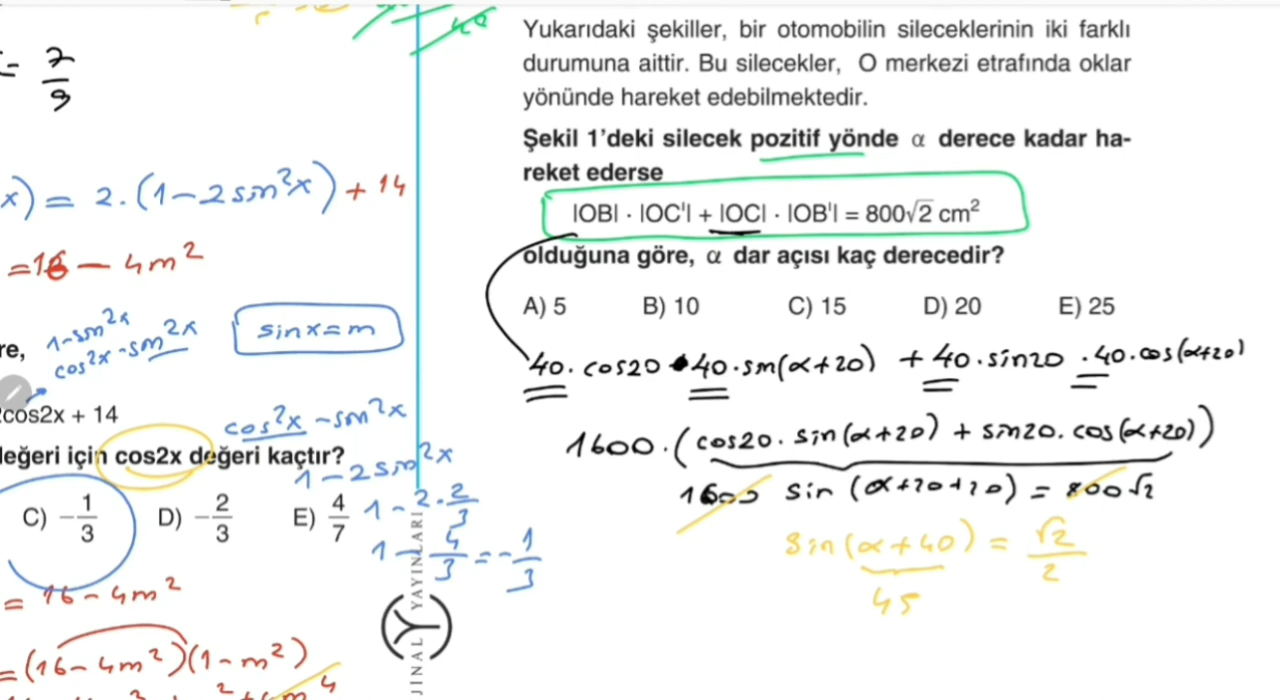 = 7/9
x) = 2.(1-2sin²x) + 14
= 16 - 4m²
re,
1-sin²x
cos²x-sin²x
sinx=m
cos2x + 14
cos²x - sin²x
değeri için cos2x değeri kaçtır?
1-2sin²x
C) -1/3 D) -2/3 E) 4/7
1-2.2/3
1-4/3 = -1/3
= 16-4m²
= (16-4m²)(1-m²)
JINAL YAYINLARI
Yukarıdaki şekiller, bir otomobilin sileceklerinin iki farklı
durumuna aittir. Bu silecekler, O merkezi etrafında oklar
yönünde hareket edebilmektedir.
Şekil 1'deki silecek pozitif yönde α derece kadar ha-
reket ederse
|OB| · |OC'| + |OC| · |OB'| = 800√2 cm²
olduğuna göre, α dar açısı kaç derecedir?
A) 5 B) 10 C) 15 D) 20 E) 25
40.cos20.40.sin(α+20) + 40.sin20.40.cos(α+20)
1600.(cos20.sin(α+20) + sin20.cos(α+20))
1600 sin(α+20+20) = 800√2
sin(α+40) = √2/2
45